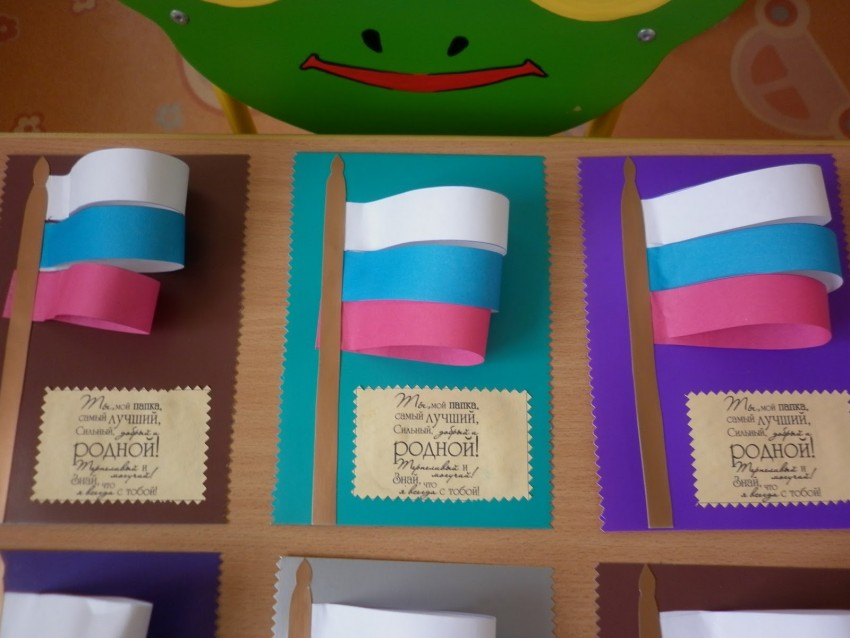 Ты, мой папка,
самый лучший,
Сильный, добрый и
родной!
Терпеливый и
могучий!
Знай, что
я всегда с тобой!
Ты, мой папка,
самый лучший,
Сильный, добрый и
родной!
Терпеливый и
могучий!
Знай, что
я всегда с тобой!
Ты, мой папка,
самый лучший,
Сильный, добрый и
родной!
Терпеливый и
могучий!
Знай, что
я всегда с тобой!